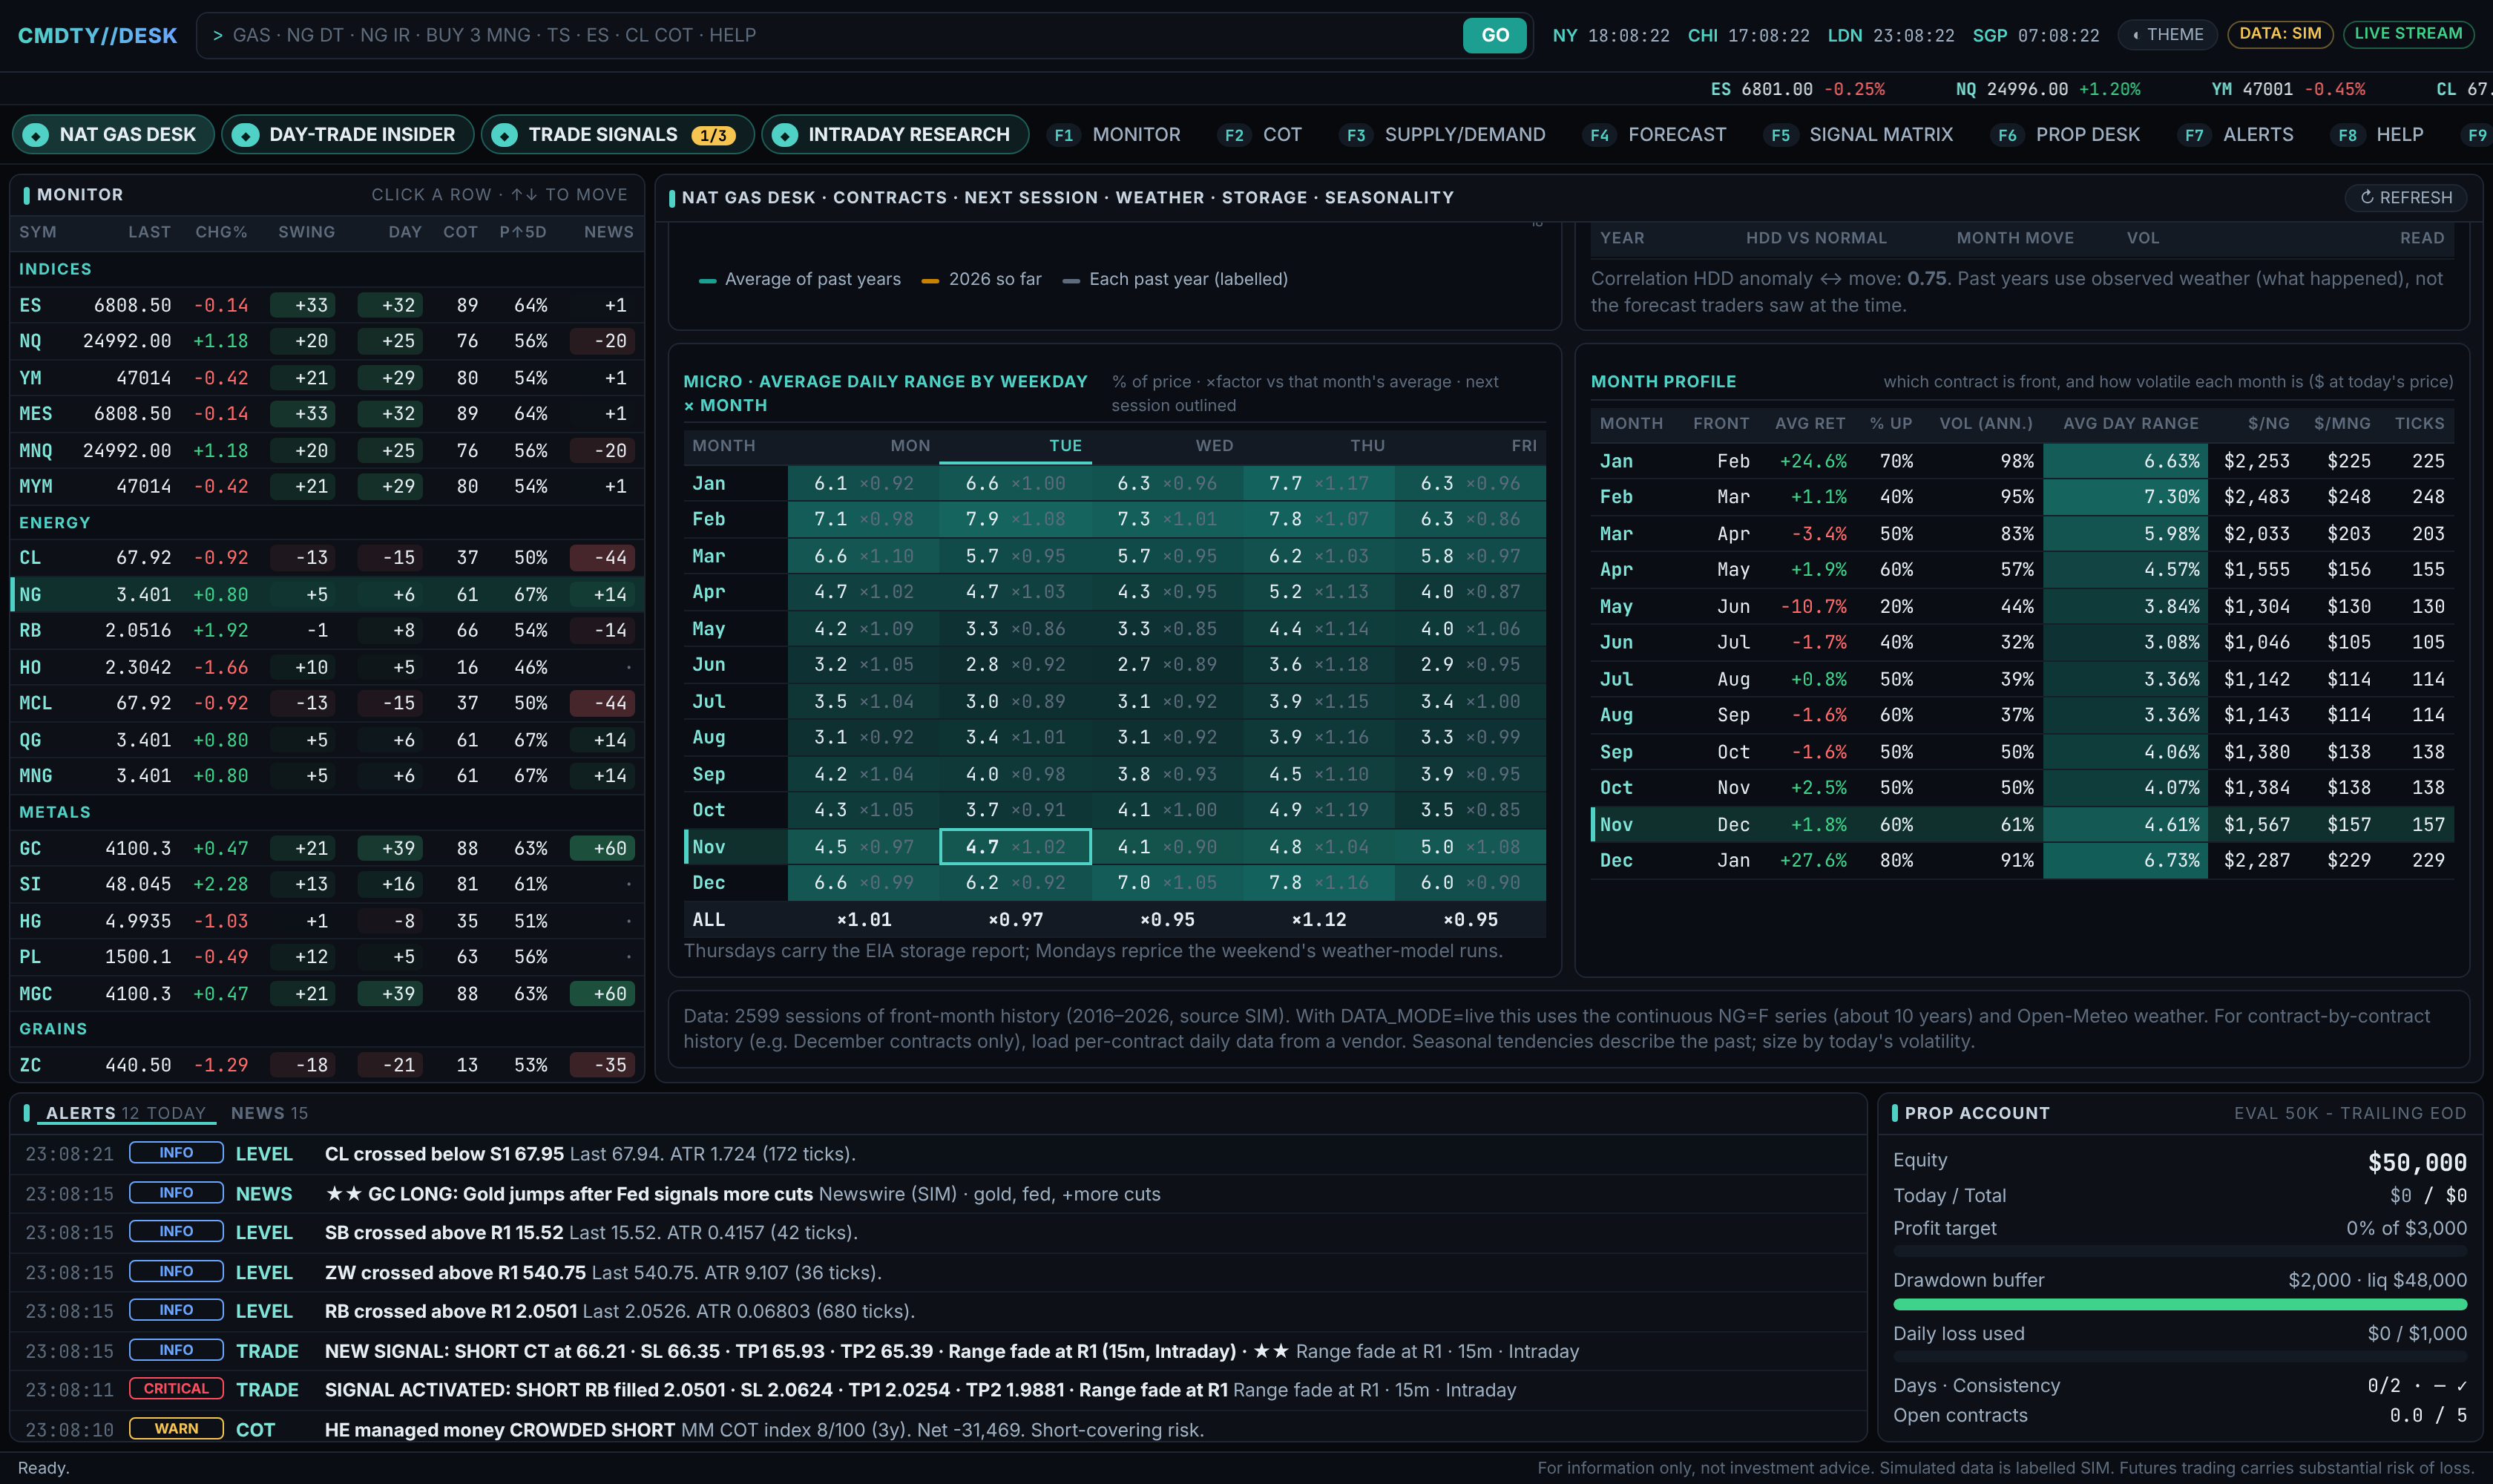 CMDTY//DESK
> GAS · NG DT · NG IR · BUY 3 MNG · TS · ES · CL COT · HELP
GO
NY 18:08:22 CHI 17:08:22 LDN 23:08:22 SGP 07:08:22
THEME
DATA: SIM
LIVE STREAM
ES 6801.00 -0.25% NQ 24996.00 +1.20% YM 47001 -0.45% CL 67.
NAT GAS DESK
DAY-TRADE INSIDER
TRADE SIGNALS 1/3
INTRADAY RESEARCH
F1 MONITOR F2 COT F3 SUPPLY/DEMAND F4 FORECAST F5 SIGNAL MATRIX F6 PROP DESK F7 ALERTS F8 HELP F9
MONITOR CLICK A ROW · ↑↓ TO MOVE
SYM LAST CHG% SWING DAY COT P↑5D NEWS
INDICES
ES 6808.50 -0.14 +33 +32 89 64% +1
NQ 24992.00 +1.18 +20 +25 76 56% -20
YM 47014 -0.42 +21 +29 80 54% +1
MES 6808.50 -0.14 +33 +32 89 64% +1
MNQ 24992.00 +1.18 +20 +25 76 56% -20
MYM 47014 -0.42 +21 +29 80 54% +1
ENERGY
CL 67.92 -0.92 -13 -15 37 50% -44
NG 3.401 +0.80 +5 +6 61 67% +14
RB 2.0516 +1.92 -1 +8 66 54% -14
HO 2.3042 -1.66 +10 +5 16 46% ·
MCL 67.92 -0.92 -13 -15 37 50% -44
QG 3.401 +0.80 +5 +6 61 67% +14
MNG 3.401 +0.80 +5 +6 61 67% +14
METALS
GC 4100.3 +0.47 +21 +39 88 63% +60
SI 48.045 +2.28 +13 +16 81 61% ·
HG 4.9935 -1.03 +1 -8 35 51% ·
PL 1500.1 -0.49 +12 +5 63 56% ·
MGC 4100.3 +0.47 +21 +39 88 63% +60
GRAINS
ZC 440.50 -1.29 -18 -21 13 53% -35
NAT GAS DESK · CONTRACTS · NEXT SESSION · WEATHER · STORAGE · SEASONALITY
↻ REFRESH
Average of past years 2026 so far Each past year (labelled)
YEAR HDD VS NORMAL MONTH MOVE VOL READ
Correlation HDD anomaly ↔ move: 0.75. Past years use observed weather (what happened), not
the forecast traders saw at the time.
MICRO · AVERAGE DAILY RANGE BY WEEKDAY
× MONTH
% of price · ×factor vs that month's average · next
session outlined
MONTH MON TUE WED THU FRI
Jan 6.1 ×0.92 6.6 ×1.00 6.3 ×0.96 7.7 ×1.17 6.3 ×0.96
Feb 7.1 ×0.98 7.9 ×1.08 7.3 ×1.01 7.8 ×1.07 6.3 ×0.86
Mar 6.6 ×1.10 5.7 ×0.95 5.7 ×0.95 6.2 ×1.03 5.8 ×0.97
Apr 4.7 ×1.02 4.7 ×1.03 4.3 ×0.95 5.2 ×1.13 4.0 ×0.87
May 4.2 ×1.09 3.3 ×0.86 3.3 ×0.85 4.4 ×1.14 4.0 ×1.06
Jun 3.2 ×1.05 2.8 ×0.92 2.7 ×0.89 3.6 ×1.18 2.9 ×0.95
Jul 3.5 ×1.04 3.0 ×0.89 3.1 ×0.92 3.9 ×1.15 3.4 ×1.00
Aug 3.1 ×0.92 3.4 ×1.01 3.1 ×0.92 3.9 ×1.16 3.3 ×0.99
Sep 4.2 ×1.04 4.0 ×0.98 3.8 ×0.93 4.5 ×1.10 3.9 ×0.95
Oct 4.3 ×1.05 3.7 ×0.91 4.1 ×1.00 4.9 ×1.19 3.5 ×0.85
Nov 4.5 ×0.97 4.7 ×1.02 4.1 ×0.90 4.8 ×1.04 5.0 ×1.08
Dec 6.6 ×0.99 6.2 ×0.92 7.0 ×1.05 7.8 ×1.16 6.0 ×0.90
ALL ×1.01 ×0.97 ×0.95 ×1.12 ×0.95
Thursdays carry the EIA storage report; Mondays reprice the weekend's weather-model runs.
MONTH PROFILE which contract is front, and how volatile each month is ($ at today's price)
MONTH FRONT AVG RET % UP VOL (ANN.) AVG DAY RANGE $/NG $/MNG TICKS
Jan Feb +24.6% 70% 98% 6.63% $2,253 $225 225
Feb Mar +1.1% 40% 95% 7.30% $2,483 $248 248
Mar Apr -3.4% 50% 83% 5.98% $2,033 $203 203
Apr May +1.9% 60% 57% 4.57% $1,555 $156 155
May Jun -10.7% 20% 44% 3.84% $1,304 $130 130
Jun Jul -1.7% 40% 32% 3.08% $1,046 $105 105
Jul Aug +0.8% 50% 39% 3.36% $1,142 $114 114
Aug Sep -1.6% 60% 37% 3.36% $1,143 $114 114
Sep Oct -1.6% 50% 50% 4.06% $1,380 $138 138
Oct Nov +2.5% 50% 50% 4.07% $1,384 $138 138
Nov Dec +1.8% 60% 61% 4.61% $1,567 $157 157
Dec Jan +27.6% 80% 91% 6.73% $2,287 $229 229
Data: 2599 sessions of front-month history (2016–2026, source SIM). With DATA_MODE=live this uses the continuous NG=F series (about 10 years) and Open-Meteo weather. For contract-by-contract
history (e.g. December contracts only), load per-contract daily data from a vendor. Seasonal tendencies describe the past; size by today's volatility.
ALERTS 12 TODAY NEWS 15
23:08:21 INFO LEVEL CL crossed below S1 67.95 Last 67.94. ATR 1.724 (172 ticks).
23:08:15 INFO NEWS ★★ GC LONG: Gold jumps after Fed signals more cuts Newswire (SIM) · gold, fed, +more cuts
23:08:15 INFO LEVEL SB crossed above R1 15.52 Last 15.52. ATR 0.4157 (42 ticks).
23:08:15 INFO LEVEL ZW crossed above R1 540.75 Last 540.75. ATR 9.107 (36 ticks).
23:08:15 INFO LEVEL RB crossed above R1 2.0501 Last 2.0526. ATR 0.06803 (680 ticks).
23:08:15 INFO TRADE NEW SIGNAL: SHORT CT at 66.21 · SL 66.35 · TP1 65.93 · TP2 65.39 · Range fade at R1 (15m, Intraday) · ★★ Range fade at R1 · 15m · Intraday
23:08:11 CRITICAL TRADE SIGNAL ACTIVATED: SHORT RB filled 2.0501 · SL 2.0624 · TP1 2.0254 · TP2 1.9881 · Range fade at R1 Range fade at R1 · 15m · Intraday
23:08:10 WARN COT HE managed money CROWDED SHORT MM COT index 8/100 (3y). Net -31,469. Short-covering risk.
PROP ACCOUNT EVAL 50K - TRAILING EOD
Equity $50,000
Today / Total $0 / $0
Profit target 0% of $3,000
Drawdown buffer $2,000 · liq $48,000
Daily loss used $0 / $1,000
Days · Consistency 0/2 · — ✓
Open contracts 0.0 / 5
Ready.
For information only, not investment advice. Simulated data is labelled SIM. Futures trading carries substantial risk of loss.